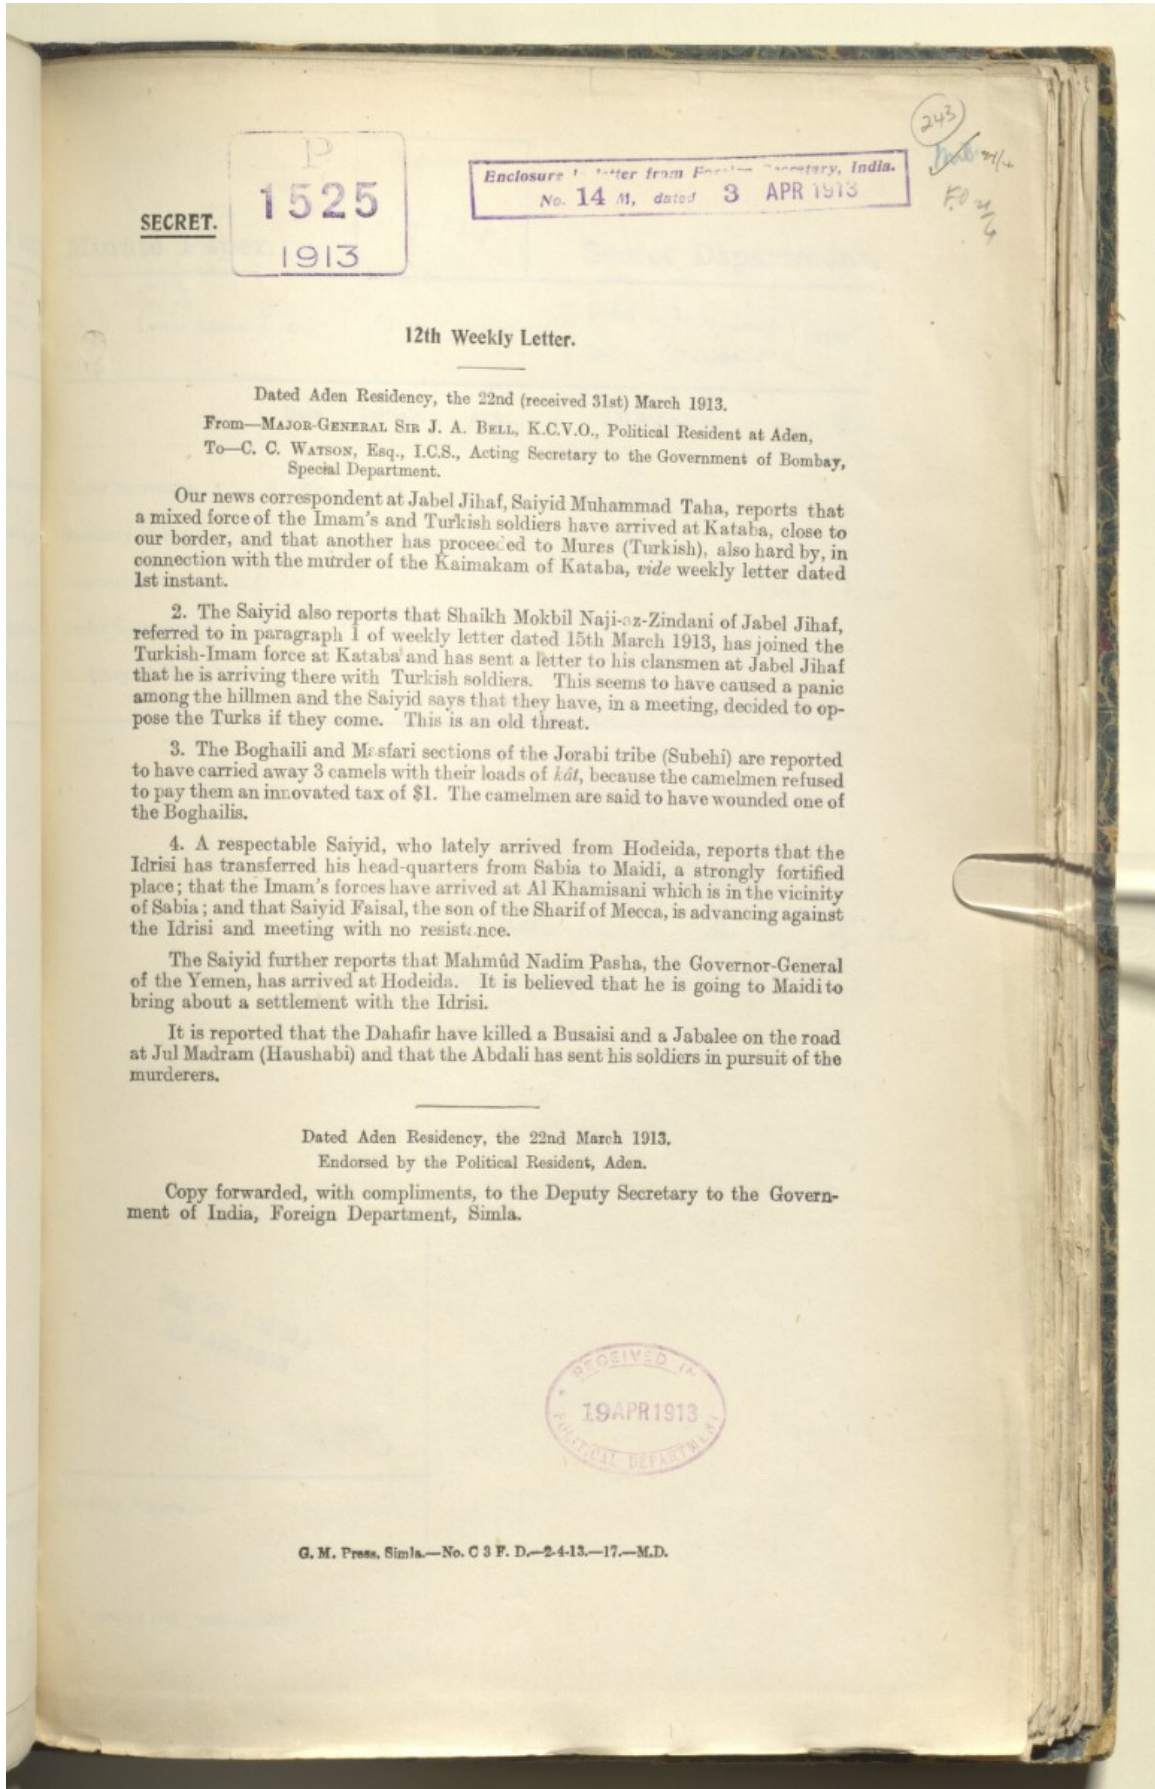 243
P
1525
1913
Enclosure letter from Secretary, India.
No. 14 M, dated 3 APR 1913
SECRET.
12th Weekly Letter.
Dated Aden Residency, the 22nd (received 31st) March 1913.
From—MAJOR-GENERAL SIR J. A. BELL, K.C.V.O., Political Resident at Aden,
To—C. C. WATSON, Esq., I.C.S., Acting Secretary to the Government of Bombay,
Special Department.
Our news correspondent at Jabel Jihaf, Saiyid Muhammad Taha, reports that
a mixed force of the Imam's and Turkish soldiers have arrived at Kataba, close to
our border, and that another has proceeded to Mures (Turkish), also hard by, in
connection with the murder of the Kaimakam of Kataba, vide weekly letter dated
1st instant.
2. The Saiyid also reports that Shaikh Mokbil Naji-az-Zindani of Jabel Jihaf,
referred to in paragraph 1 of weekly letter dated 15th March 1913, has joined the
Turkish-Imam force at Kataba and has sent a letter to his clansmen at Jabel Jihaf
that he is arriving there with Turkish soldiers. This seems to have caused a panic
among the hillmen and the Saiyid says that they have, in a meeting, decided to op-
pose the Turks if they come. This is an old threat.
3. The Boghaili and Masfari sections of the Jorabi tribe (Subehi) are reported
to have carried away 3 camels with their loads of kât, because the camelmen refused
to pay them an innovated tax of $1. The camelmen are said to have wounded one of
the Boghailis.
4. A respectable Saiyid, who lately arrived from Hodeida, reports that the
Idrisi has transferred his head-quarters from Sabia to Maidi, a strongly fortified
place; that the Imam's forces have arrived at Al Khamisani which is in the vicinity
of Sabia; and that Saiyid Faisal, the son of the Sharif of Mecca, is advancing against
the Idrisi and meeting with no resistance.
The Saiyid further reports that Mahmûd Nadim Pasha, the Governor-General
of the Yemen, has arrived at Hodeida. It is believed that he is going to Maidi to
bring about a settlement with the Idrisi.
It is reported that the Dahafir have killed a Busaisi and a Jabalee on the road
at Jul Madram (Haushabi) and that the Abdali has sent his soldiers in pursuit of the
murderers.
Dated Aden Residency, the 22nd March 1913.
Endorsed by the Political Resident, Aden.
Copy forwarded, with compliments, to the Deputy Secretary to the Govern-
ment of India, Foreign Department, Simla.
RECEIVED IN
19 APR 1913
POLITICAL DEPARTMENT
G. M. Press, Simla.—No. C 3 F. D.—2-4-13.—17.—M.D.